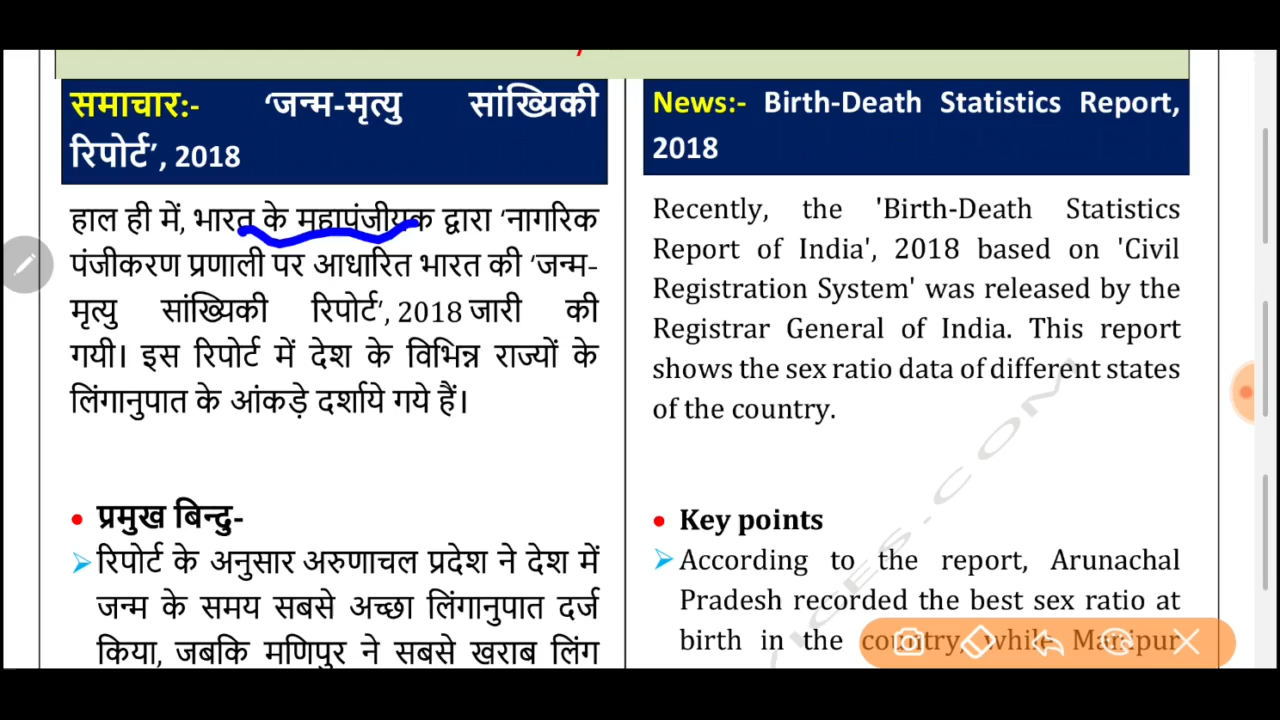 समाचार:- ‘जन्म-मृत्यु सांख्यिकी
रिपोर्ट’, 2018
हाल ही में, भारत के महापंजीयक द्वारा ‘नागरिक
पंजीकरण प्रणाली पर आधारित भारत की ‘जन्म-
मृत्यु सांख्यिकी रिपोर्ट’, 2018 जारी की
गयी। इस रिपोर्ट में देश के विभिन्न राज्यों के
लिंगानुपात के आंकड़े दर्शाये गये हैं।
• प्रमुख बिन्दु-
➢ रिपोर्ट के अनुसार अरुणाचल प्रदेश ने देश में
जन्म के समय सबसे अच्छा लिंगानुपात दर्ज
किया, जबकि मणिपुर ने सबसे खराब लिंग
News:- Birth-Death Statistics Report,
2018
Recently, the 'Birth-Death Statistics
Report of India', 2018 based on 'Civil
Registration System' was released by the
Registrar General of India. This report
shows the sex ratio data of different states
of the country.
• Key points
➢ According to the report, Arunachal
Pradesh recorded the best sex ratio at
birth in the country, while Manipur